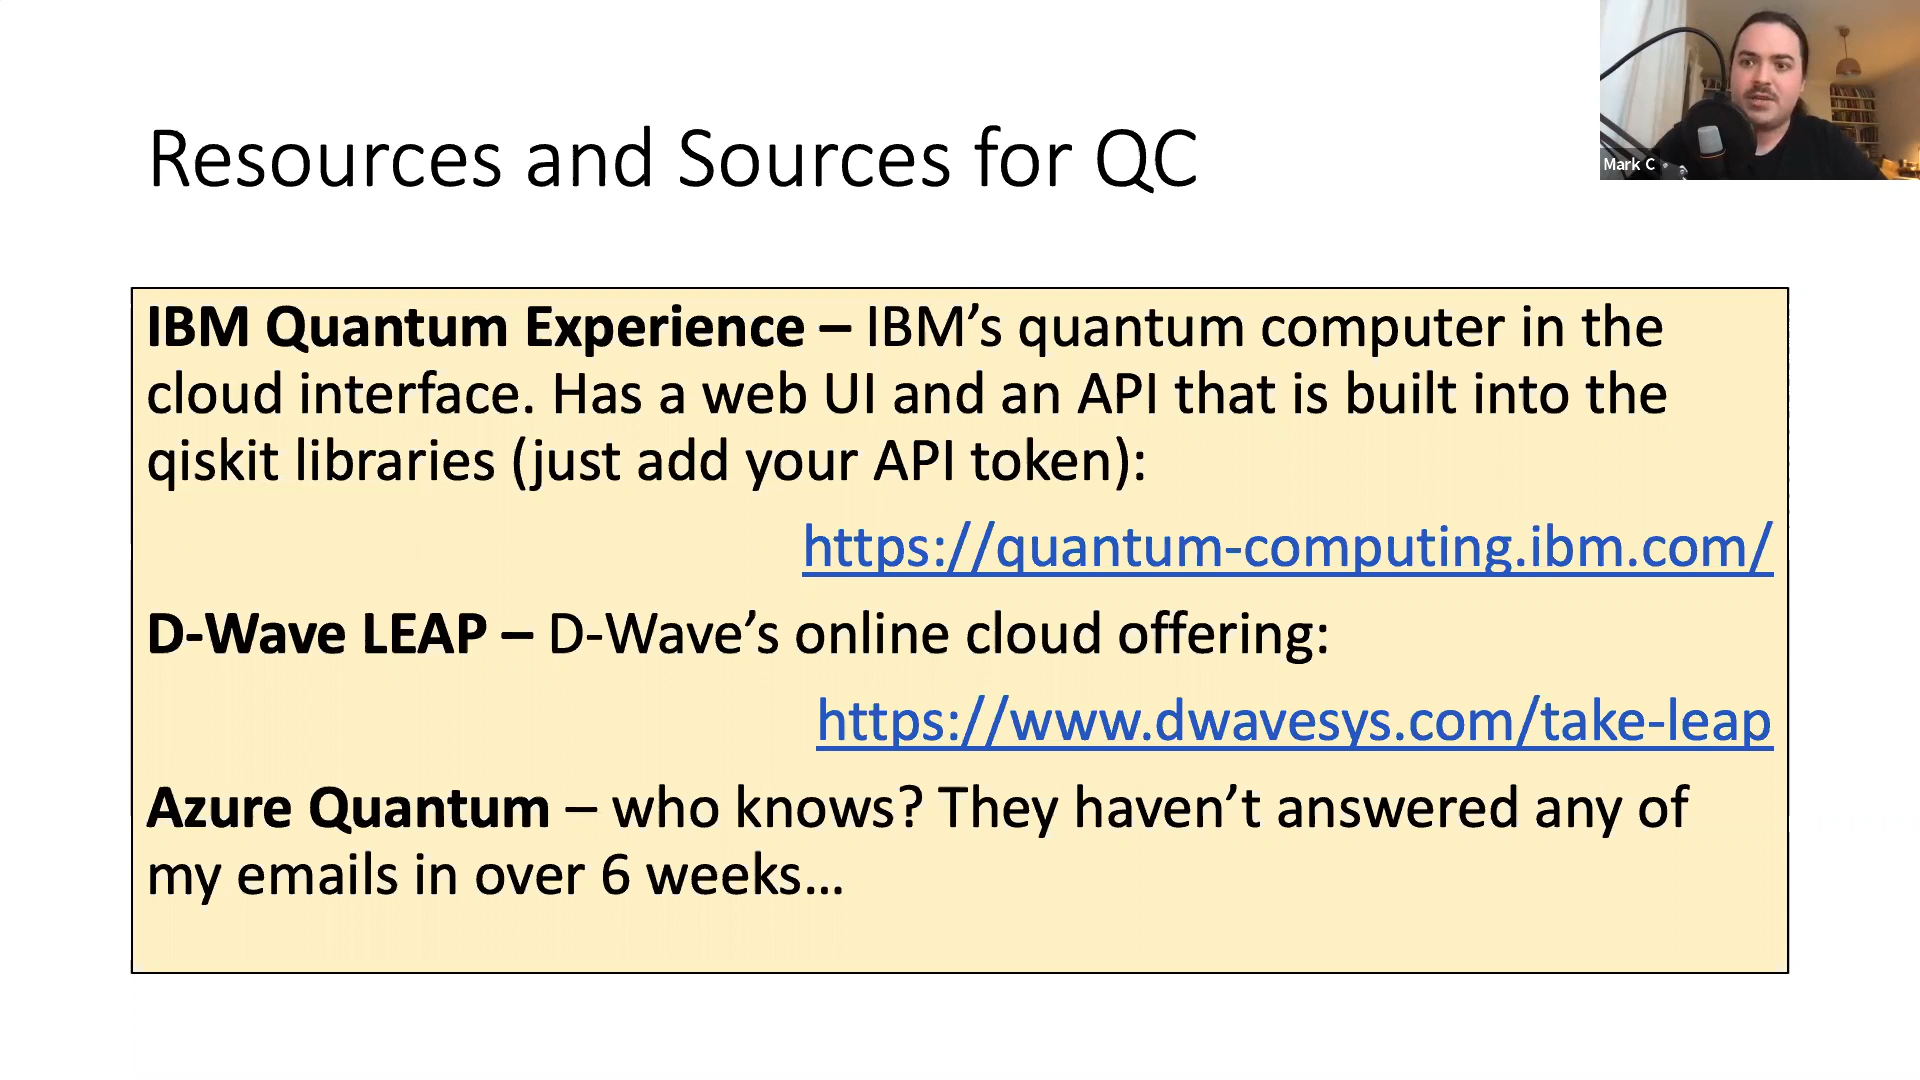 Mark C
Resources and Sources for QC
IBM Quantum Experience – IBM’s quantum computer in the
cloud interface. Has a web UI and an API that is built into the
qiskit libraries (just add your API token):
https://quantum-computing.ibm.com/
D-Wave LEAP – D-Wave’s online cloud offering:
https://www.dwavesys.com/take-leap
Azure Quantum – who knows? They haven’t answered any of
my emails in over 6 weeks…